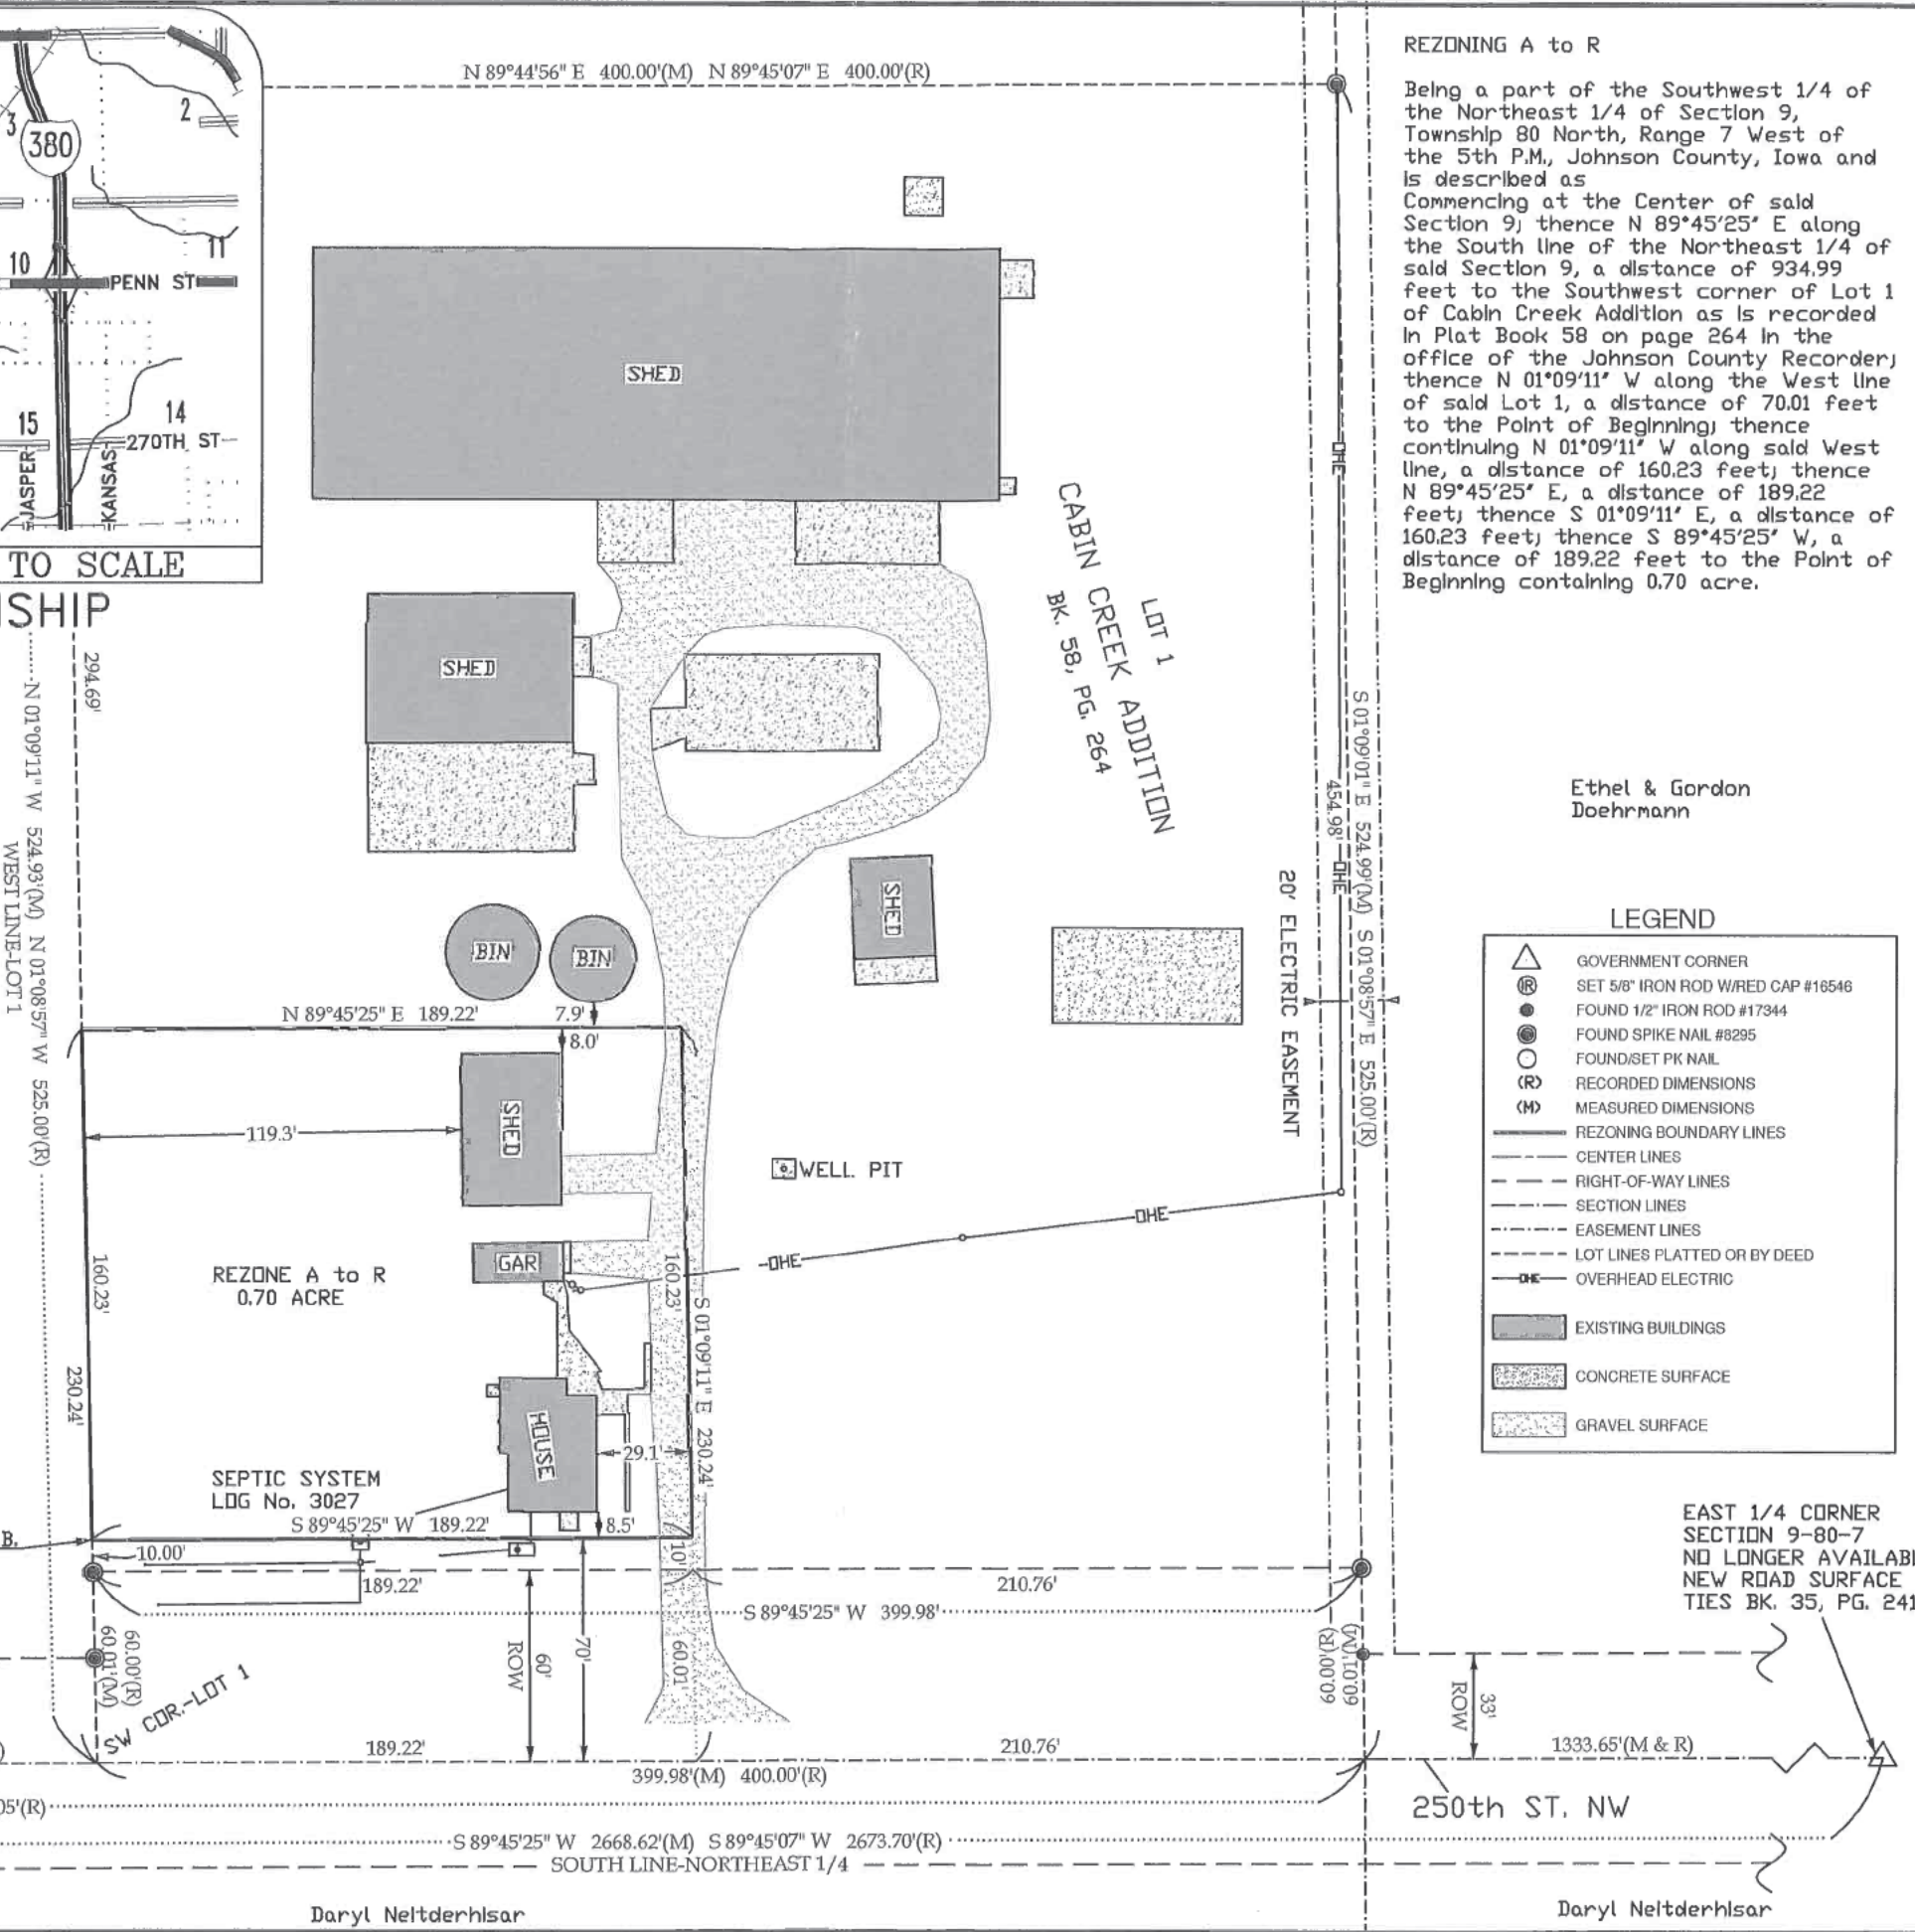 N 89°44'56" E 400.00'(M) N 89°45'07" E 400.00'(R)
3
2
380
10
11
PENN ST
15
14
270TH ST
JASPER
KANSAS
TO SCALE
SHIP
REZONING A to R
Being a part of the Southwest 1/4 of
the Northeast 1/4 of Section 9,
Township 80 North, Range 7 West of
the 5th P.M., Johnson County, Iowa and
is described as
Commencing at the Center of said
Section 9; thence N 89°45'25" E along
the South line of the Northeast 1/4 of
said Section 9, a distance of 934.99
feet to the Southwest corner of Lot 1
of Cabin Creek Addition as is recorded
in Plat Book 58 on page 264 in the
office of the Johnson County Recorder;
thence N 01°09'11" W along the West line
of said Lot 1, a distance of 70.01 feet
to the Point of Beginning; thence
continuing N 01°09'11" W along said West
line, a distance of 160.23 feet; thence
N 89°45'25" E, a distance of 189.22
feet; thence S 01°09'11" E, a distance of
160.23 feet; thence S 89°45'25" W, a
distance of 189.22 feet to the Point of
Beginning containing 0.70 acre.
SHED
OHE
LOT 1
CABIN CREEK ADDITION
BK. 58, PG. 264
SHED
294.69'
N 01°09'11" W 524.93'(M) N 01°08'57" W 525.00'(R)
WEST LINE-LOT 1
S 01°09'01" E 524.99'(M) S 01°08'57" E 525.00'(R)
454.98'
OHE
20' ELECTRIC EASEMENT
Ethel & Gordon
Doehrmann
SHED
BIN
BIN
N 89°45'25" E 189.22'
7.9'
8.0'
SHED
119.3'
WELL PIT
OHE
OHE
GAR
REZONE A to R
0.70 ACRE
160.23'
230.24'
160.23'
S 01°09'11" E 230.24'
HOUSE
29.1'
SEPTIC SYSTEM
LOG No. 3027
S 89°45'25" W 189.22'
8.5'
B.
10.00'
10'
189.22'
210.76'
S 89°45'25" W 399.98'
60.00'(R)
60.01'(M)
SW COR.-LOT 1
60'
ROW
70'
60.01
60.01'(M)
60.00'(R)
33'
ROW
189.22'
210.76'
1333.65'(M & R)
399.98'(M) 400.00'(R)
250th ST. NW
05'(R)
S 89°45'25" W 2668.62'(M) S 89°45'07" W 2673.70'(R)
SOUTH LINE-NORTHEAST 1/4
Daryl Neitderhisar
Daryl Neitderhisar
LEGEND
GOVERNMENT CORNER
IR SET 5/8" IRON ROD W/RED CAP #16546
FOUND 1/2" IRON ROD #17344
FOUND SPIKE NAIL #8295
FOUND/SET PK NAIL
(R) RECORDED DIMENSIONS
(M) MEASURED DIMENSIONS
REZONING BOUNDARY LINES
CENTER LINES
RIGHT-OF-WAY LINES
SECTION LINES
EASEMENT LINES
LOT LINES PLATTED OR BY DEED
OHE OVERHEAD ELECTRIC
EXISTING BUILDINGS
CONCRETE SURFACE
GRAVEL SURFACE
EAST 1/4 CORNER
SECTION 9-80-7
NO LONGER AVAILABL
NEW ROAD SURFACE
TIES BK. 35, PG. 241